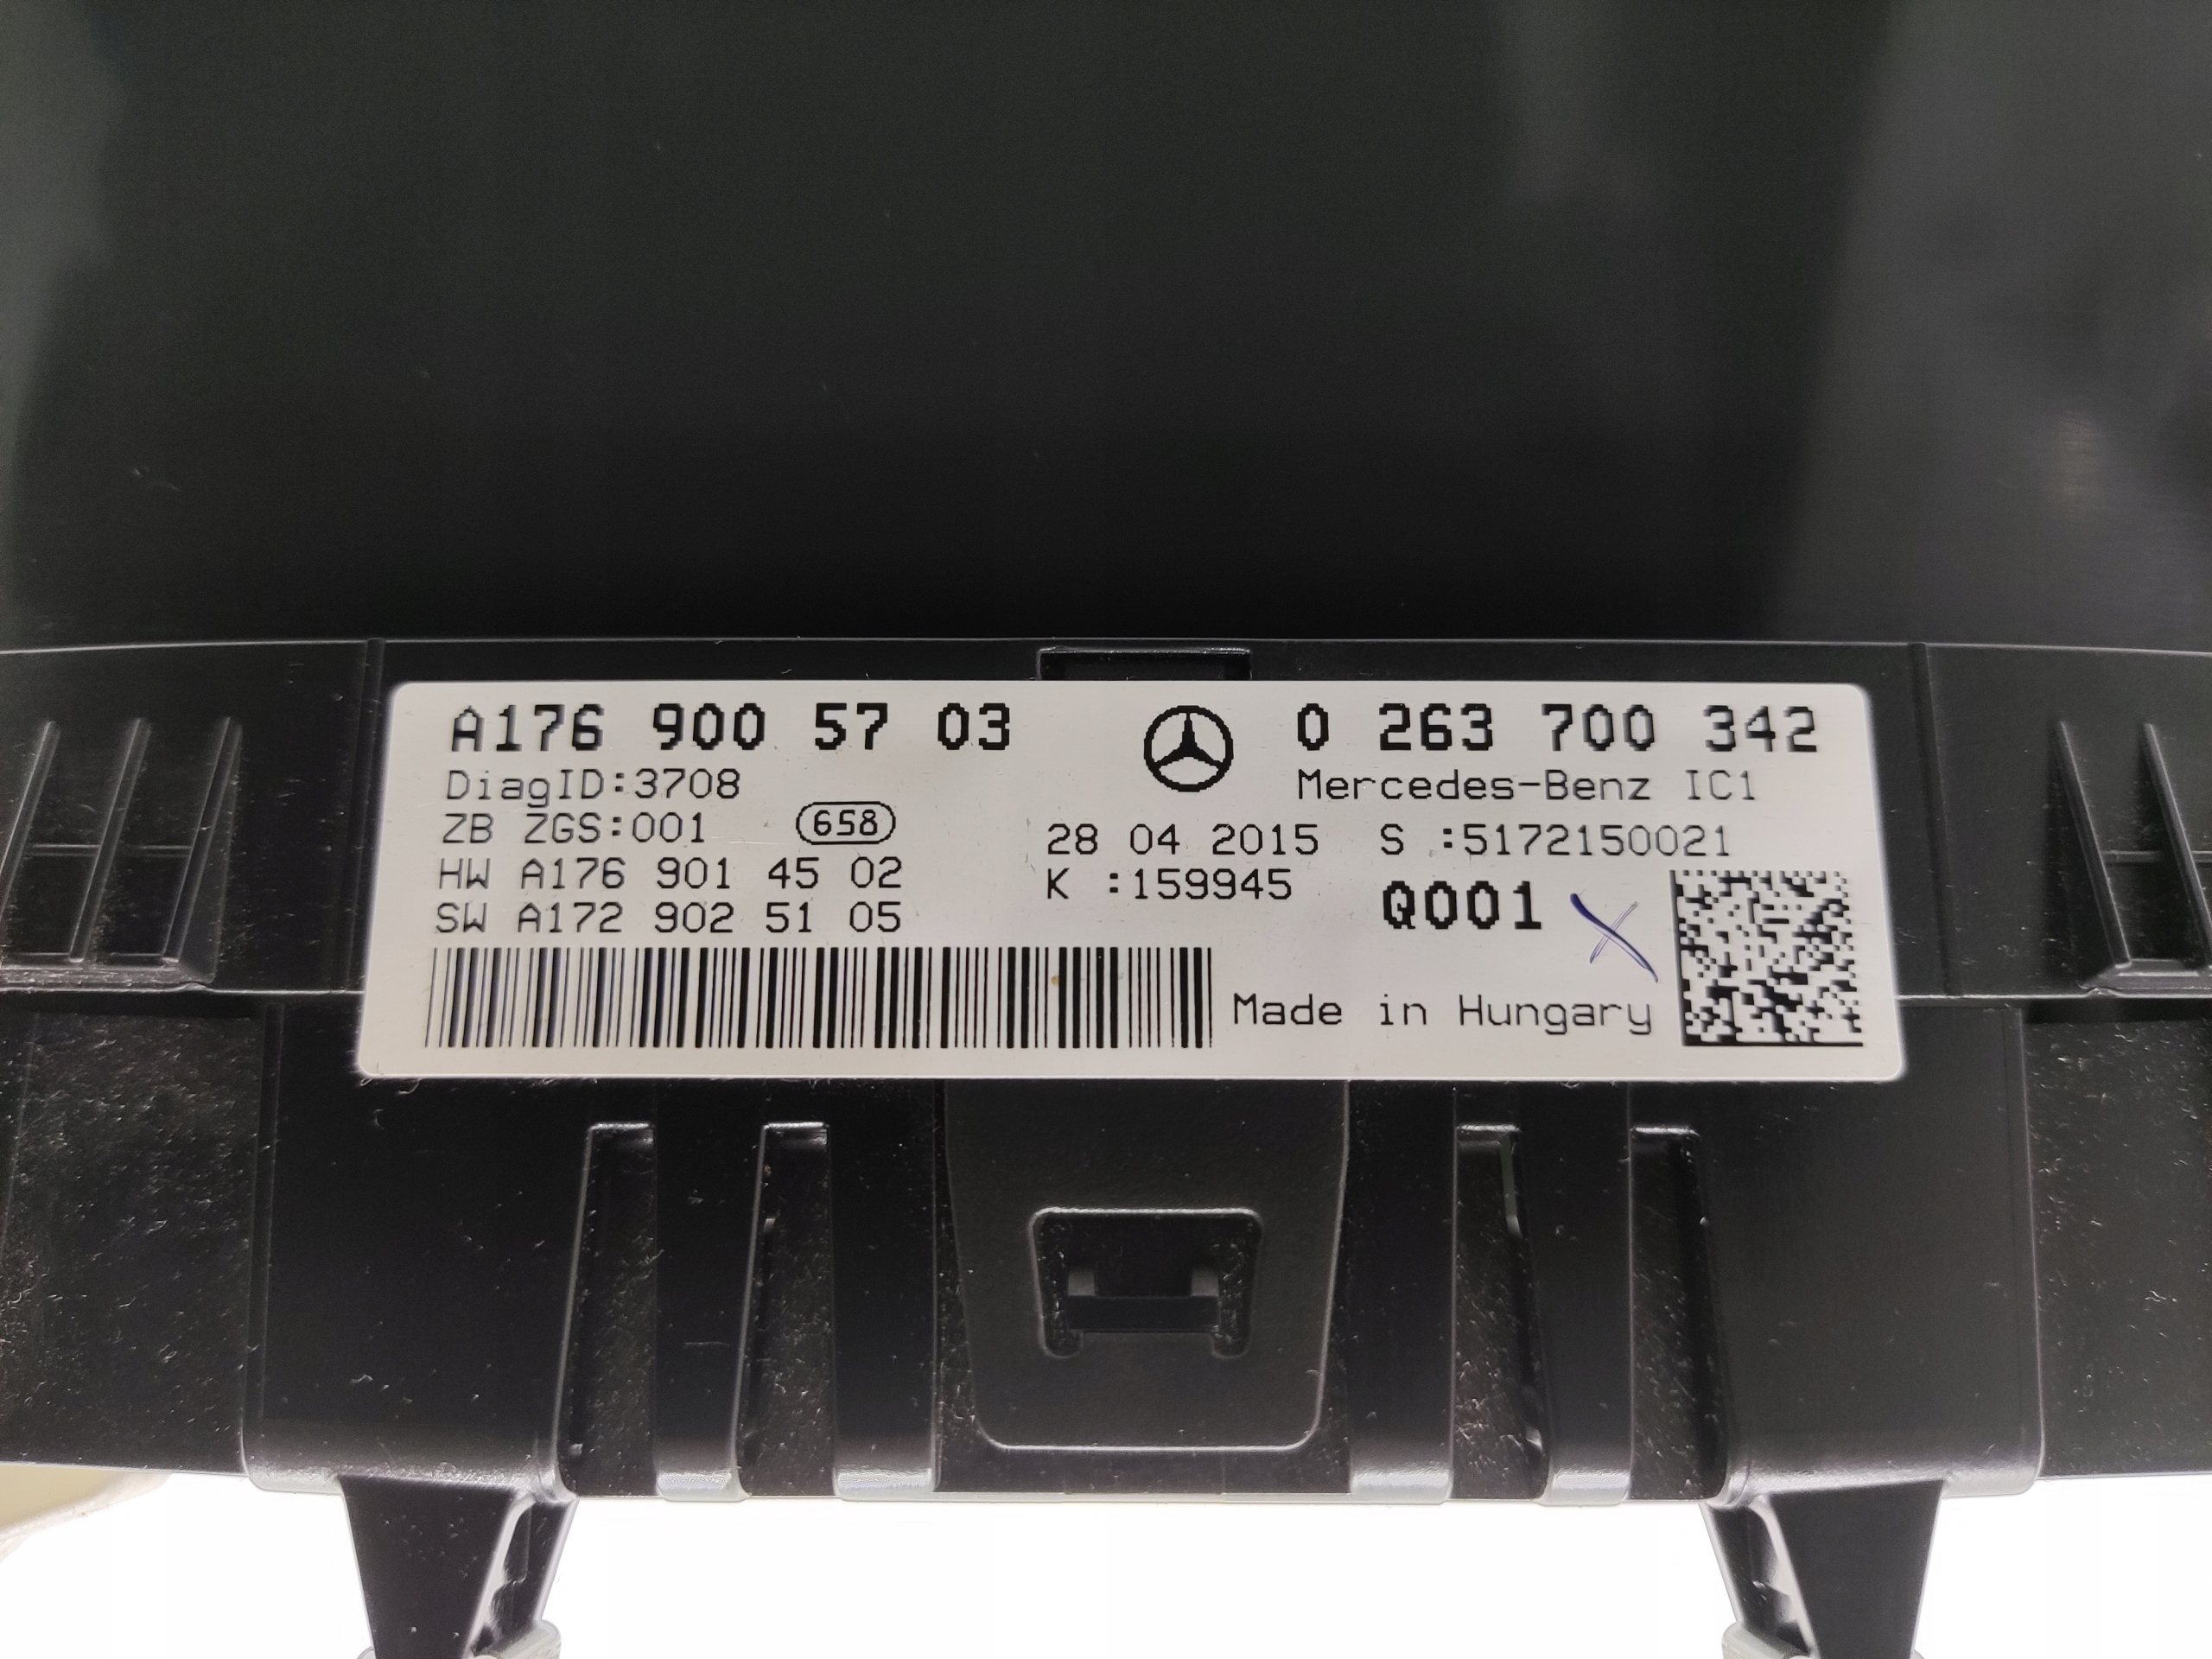 A176 900 57 03
DiagID:3708
ZB ZGS:001 658
HW A176 901 45 02
SW A172 902 51 05
0 263 700 342
Mercedes-Benz IC1
28 04 2015 S :5172150021
K :159945
Q001 X
Made in Hungary